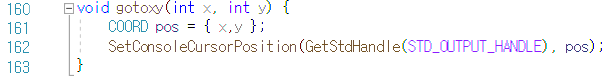 160 void gotoxy(int x, int y) {
161 COORD pos = { x,y };
162 SetConsoleCursorPosition(GetStdHandle(STD_OUTPUT_HANDLE), pos);
163 }